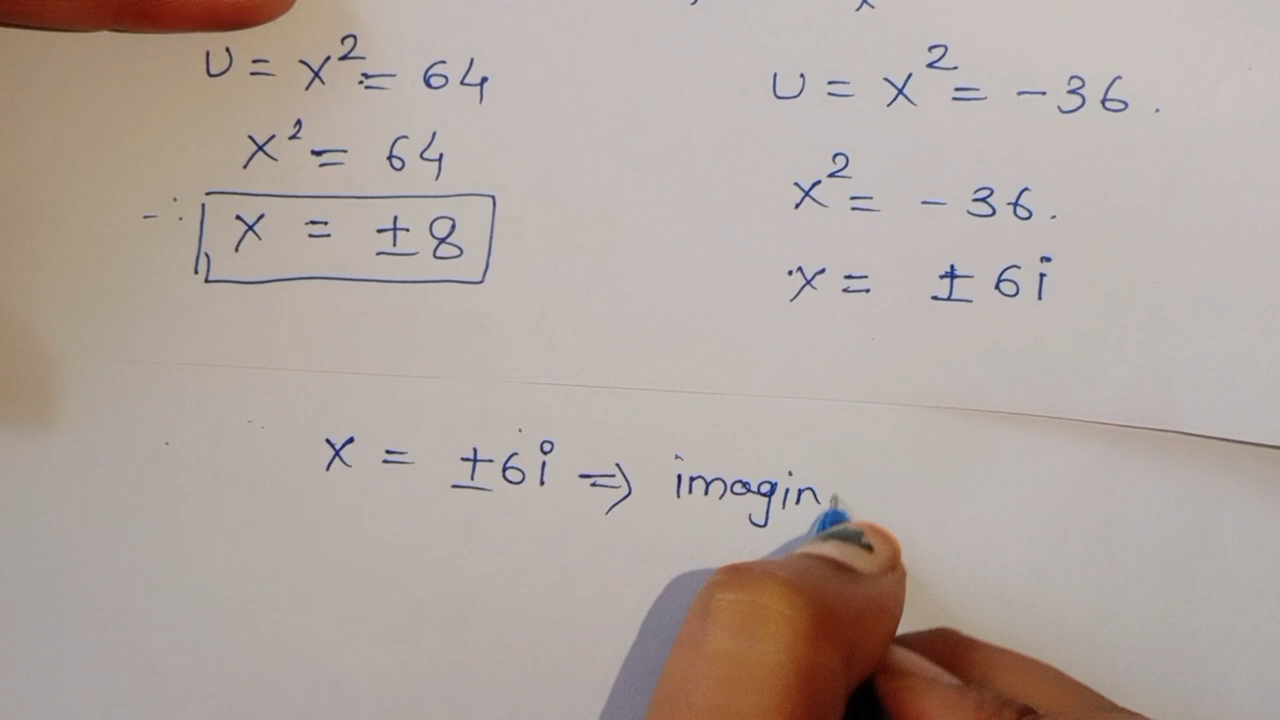 U = x² = 64
x² = 64
∴ x = ±8
U = x² = -36.
x² = -36.
x = ±6i
x = ±6i ⇒ imagin